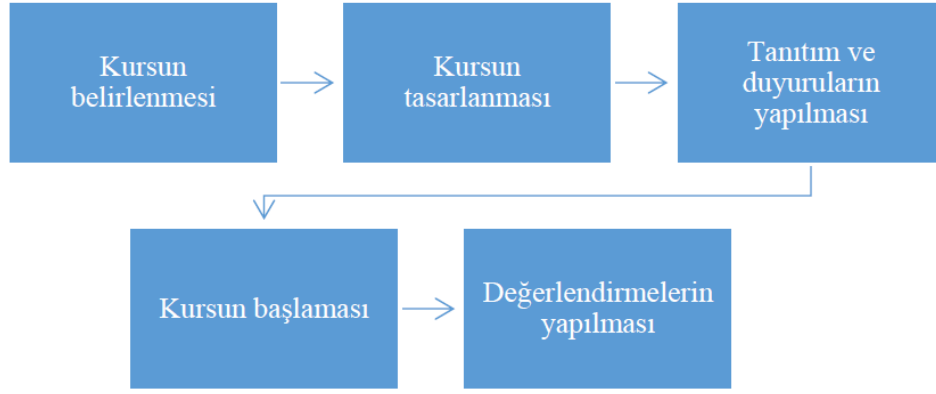 Kursun
belirlenmesi
Kursun
tasarlanması
Tanıtım ve
duyuruların
yapılması
Kursun başlaması
Değerlendirmelerin
yapılması